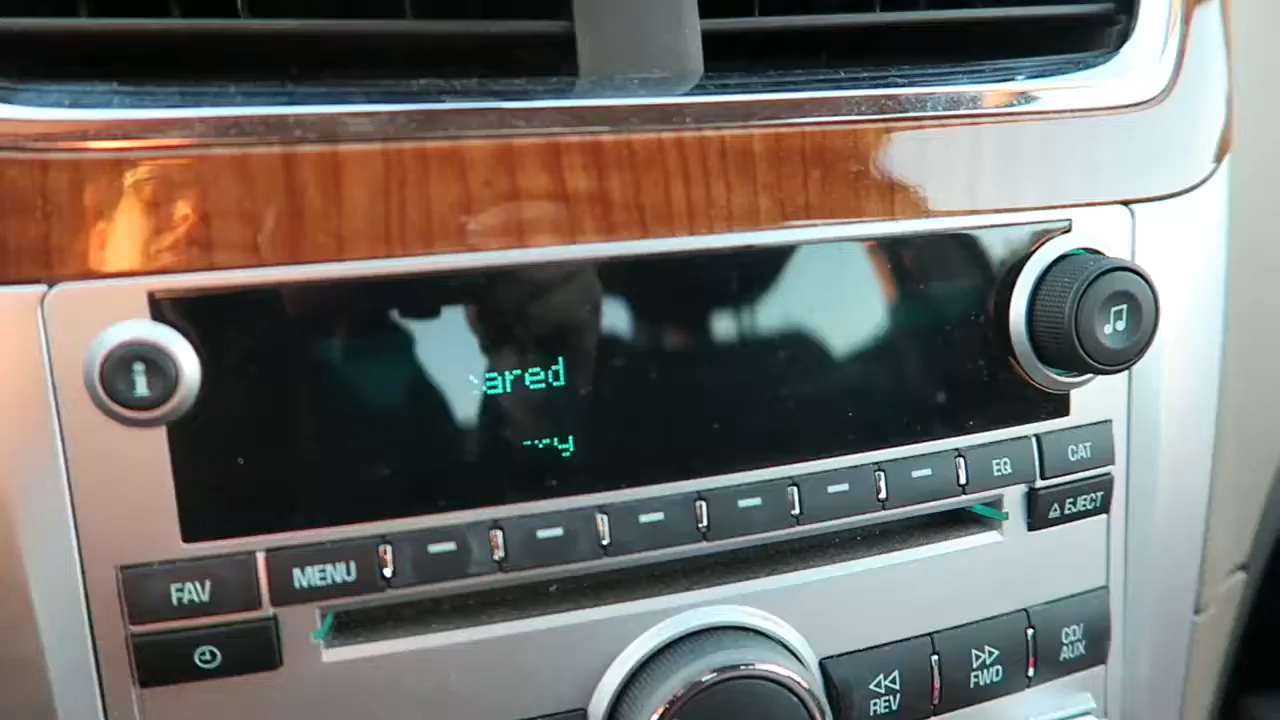 ared
EQ
CAT
EJECT
FAV
MENU
REV
FWD
CD/
AUX